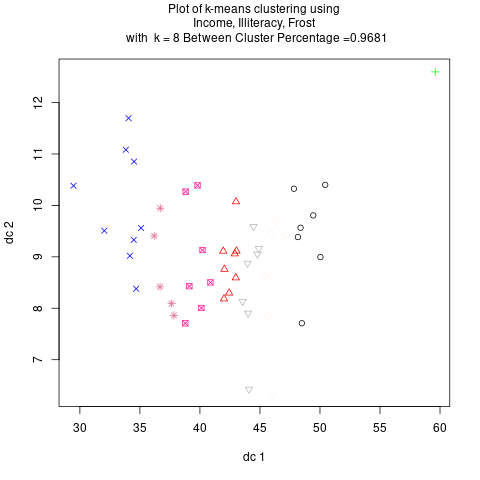 Plot of k-means clustering using
Income, Illiteracy, Frost
with  k = 8 Between Cluster Percentage =0.9681
12
11
10
9
8
7
dc 2
30 35 40 45 50 55 60
dc 1